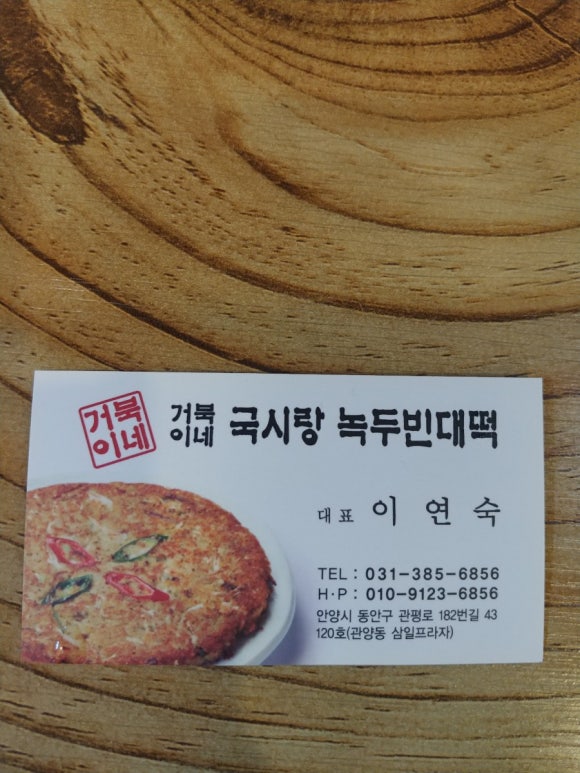 거북
이네
거북
이네
국시랑 녹두빈대떡
대표 이 연 숙
TEL : 031-385-6856
H·P : 010-9123-6856
안양시 동안구 관평로 182번길 43
120호(관양동 삼일프라자)